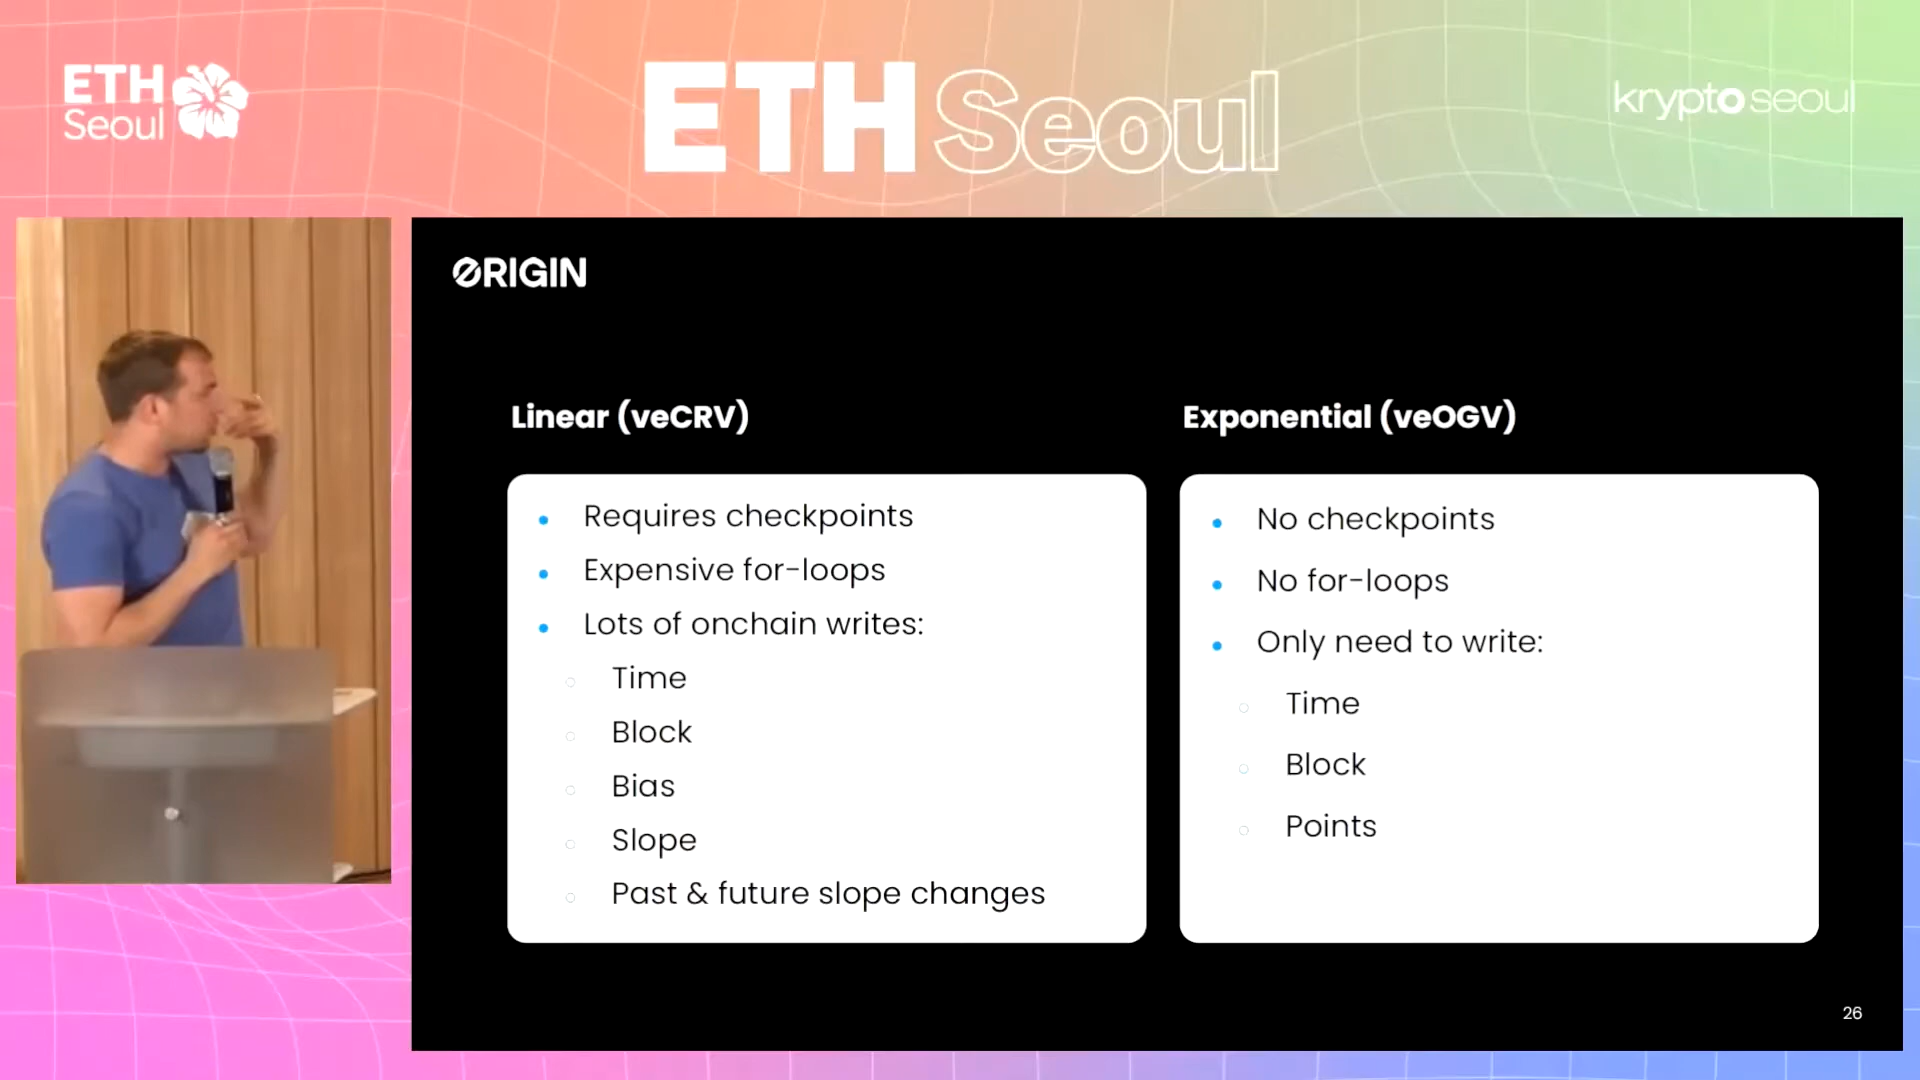 ETH
Seoul
ETH Seoul
kryptoseoul
ORIGIN
Linear (veCRV)
Requires checkpoints
Expensive for-loops
Lots of onchain writes:
Time
Block
Bias
Slope
Past & future slope changes
Exponential (veOGV)
No checkpoints
No for-loops
Only need to write:
Time
Block
Points
26